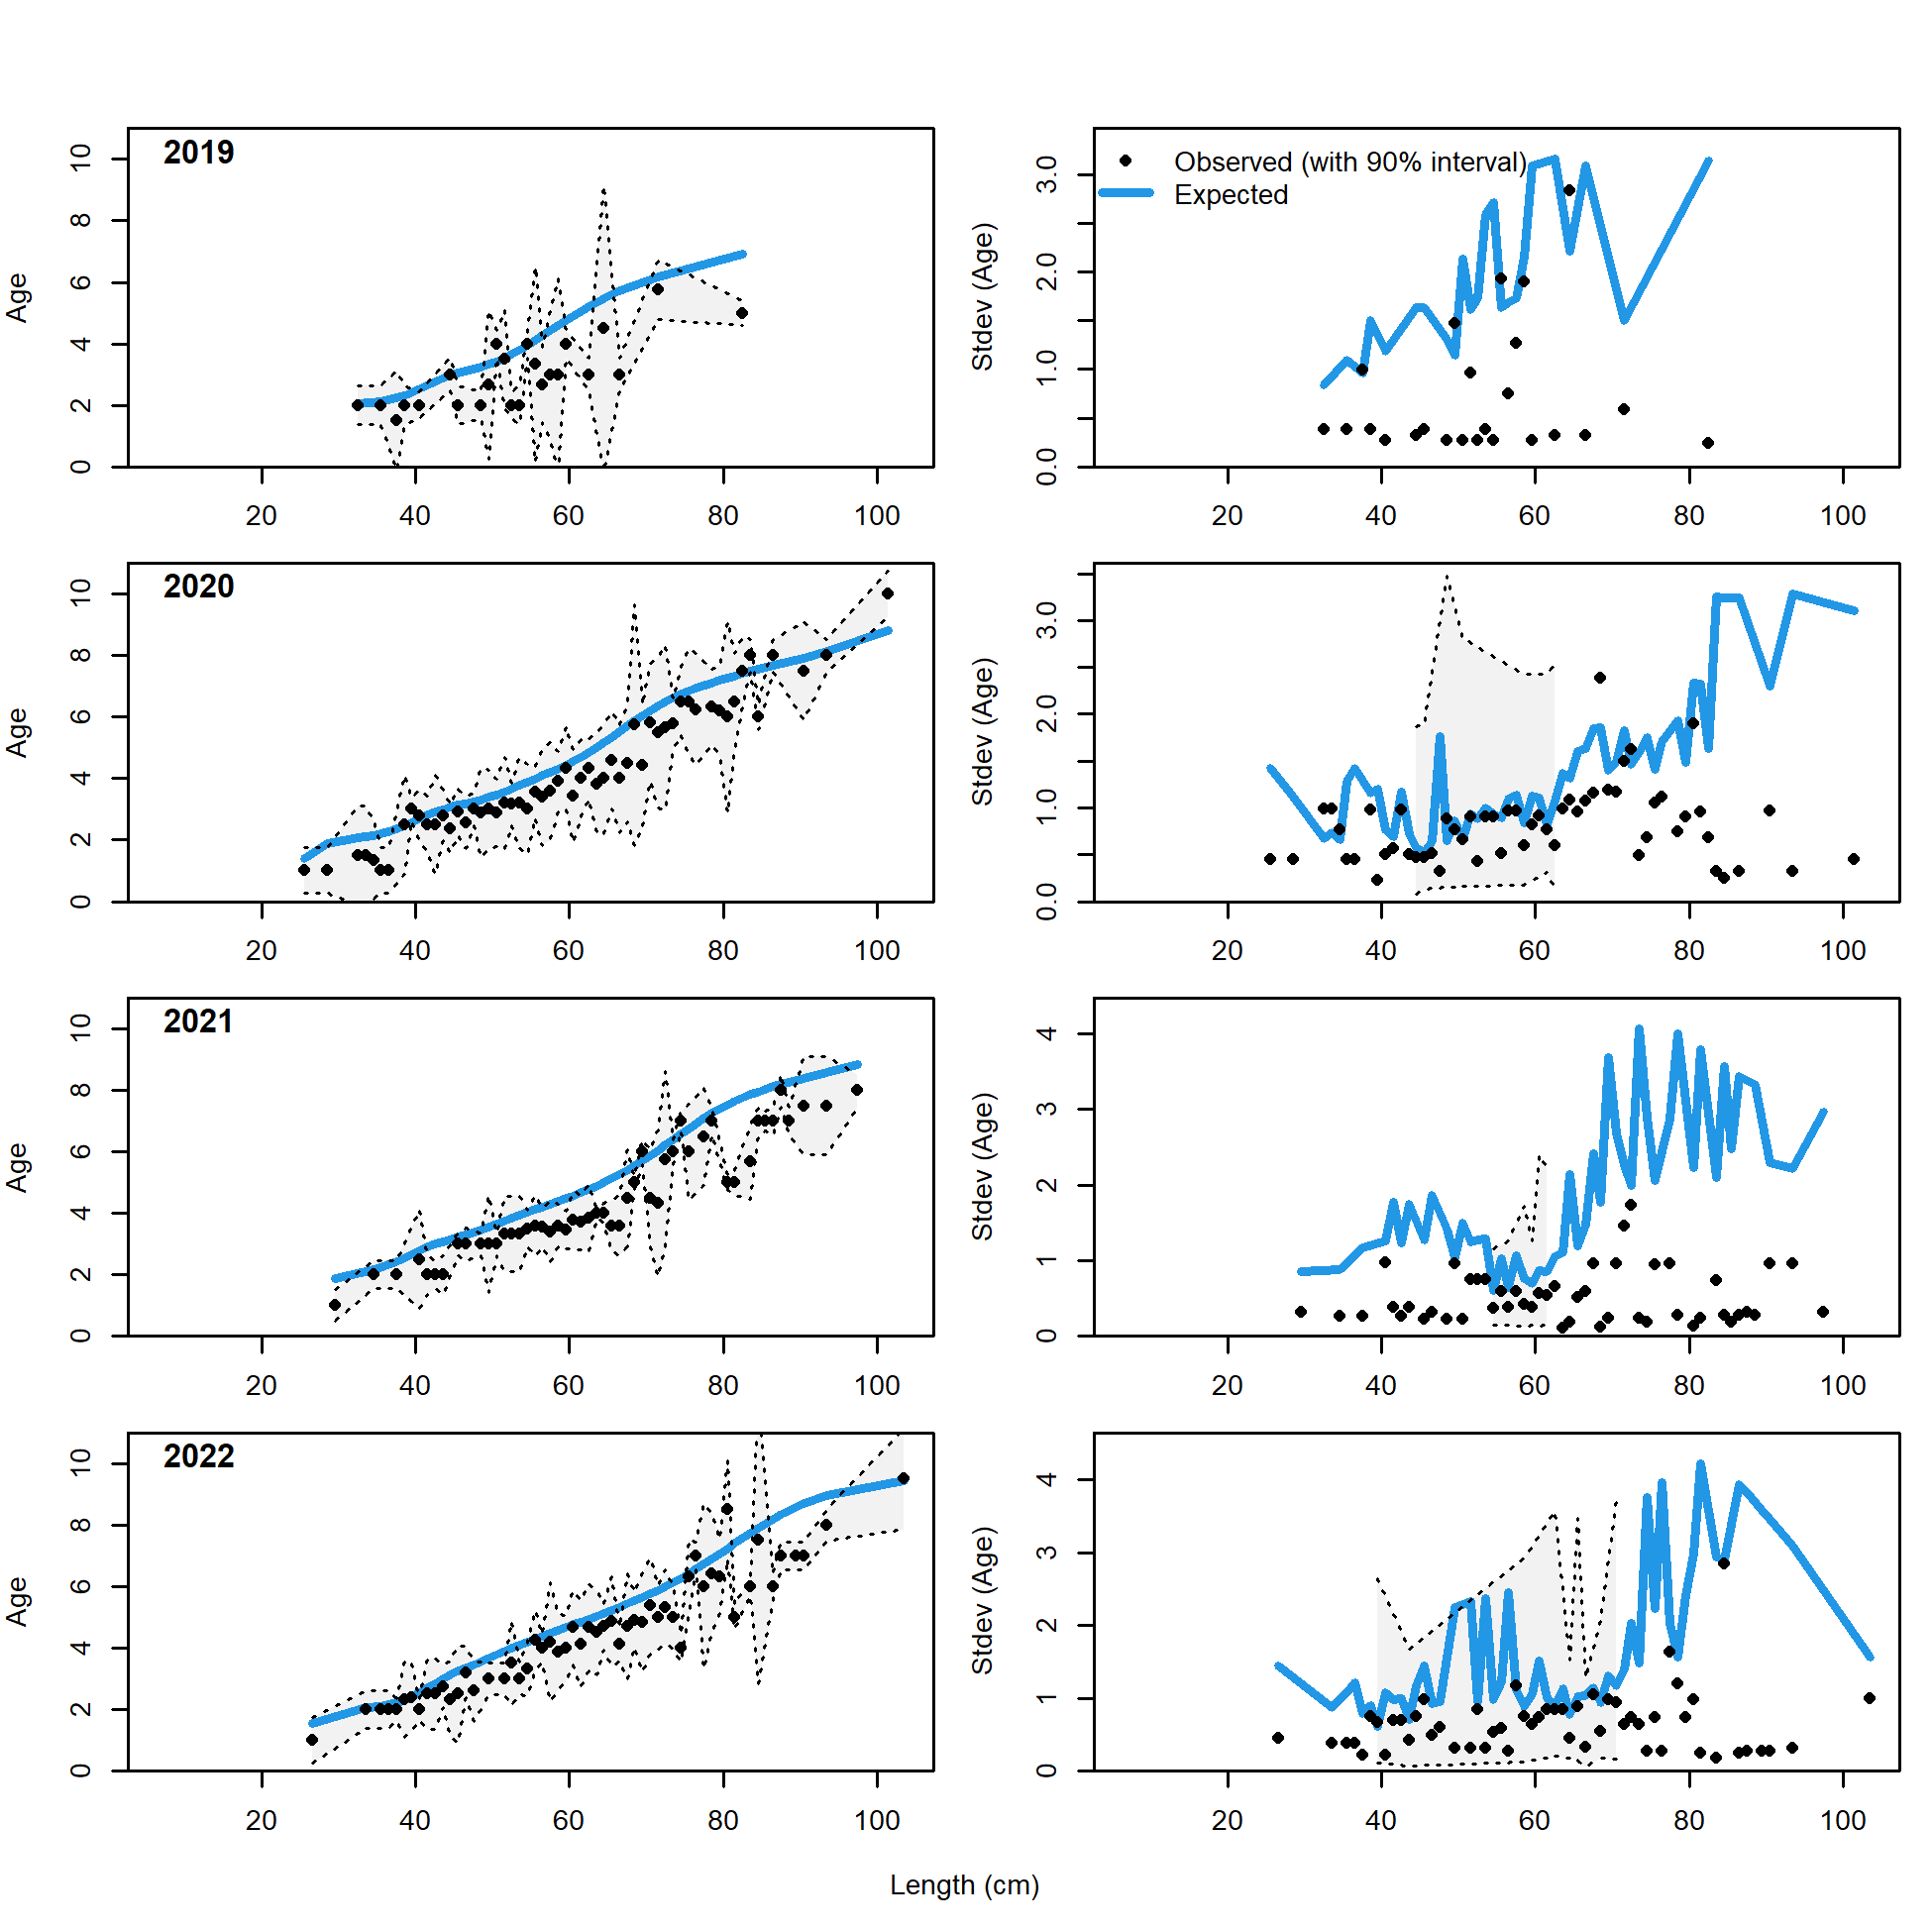 2019
Age
0 2 4 6 8 10
20 40 60 80 100
Observed (with 90% interval)
Expected
Stdev (Age)
0.0 1.0 2.0 3.0
20 40 60 80 100
2020
Age
0 2 4 6 8 10
20 40 60 80 100
Stdev (Age)
0.0 1.0 2.0 3.0
20 40 60 80 100
2021
Age
0 2 4 6 8 10
20 40 60 80 100
Stdev (Age)
0 1 2 3 4
20 40 60 80 100
2022
Age
0 2 4 6 8 10
20 40 60 80 100
Stdev (Age)
0 1 2 3 4
20 40 60 80 100
Length (cm)